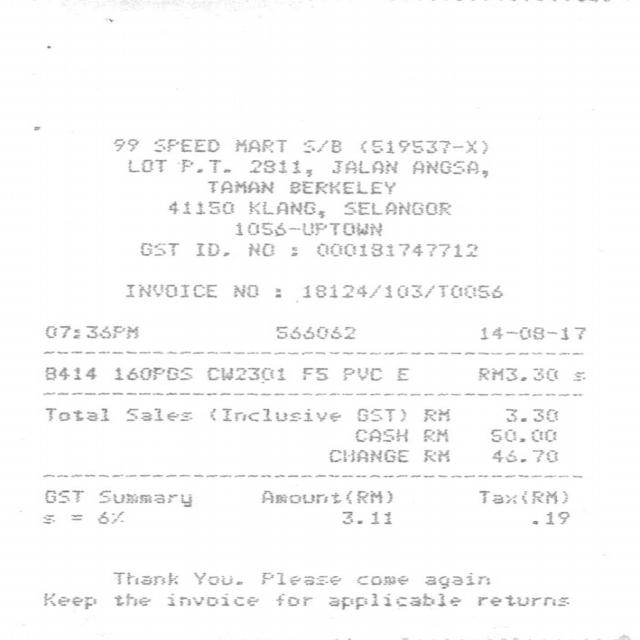 99 SPEED MART S/B (519537-X)
LOT P.T. 2811, JALAN ANGSA,
TAMAN BERKELEY
41150 KLANG, SELANGOR
1056-UPTOWN
GST ID. NO : 000181747712
INVOICE NO : 18124/103/T0056
07:36PM 566062 14-08-17
8414 160PGS CW2301 F5 PVC E RM3.30 s
Total Sales (Inclusive GST) RM 3.30
CASH RM 50.00
CHANGE RM 46.70
GST Summary Amount(RM) Tax(RM)
s = 6% 3.11 .19
Thank You. Please come again
Keep the invoice for applicable returns